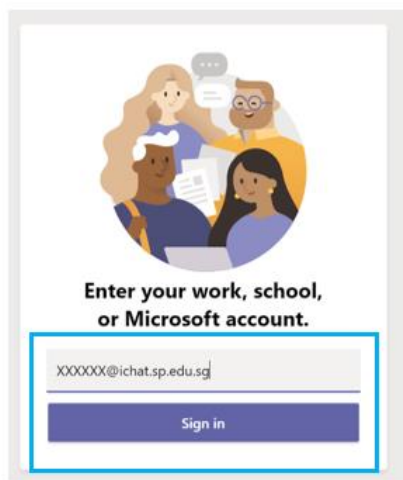 Enter your work, school,
or Microsoft account.
XXXXXX@ichat.sp.edu.sg
Sign in